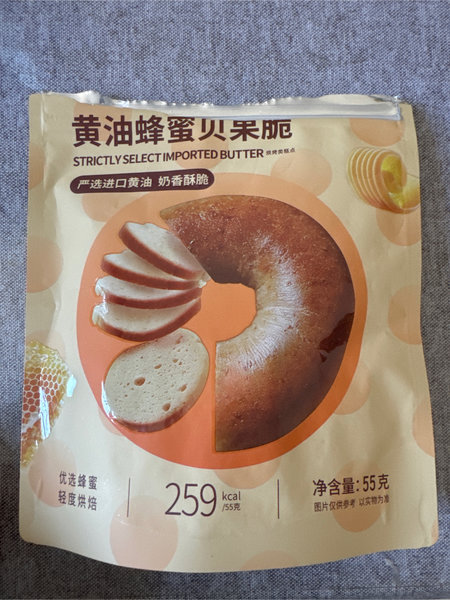 黄油蜂蜜贝果脆
STRICTLY SELECT IMPORTED BUTTER 烘烤类糕点
严选进口黄油 奶香酥脆
优选蜂蜜
轻度烘焙
259 kcal
/55克
净含量:55克
图片仅供参考 以实物为准